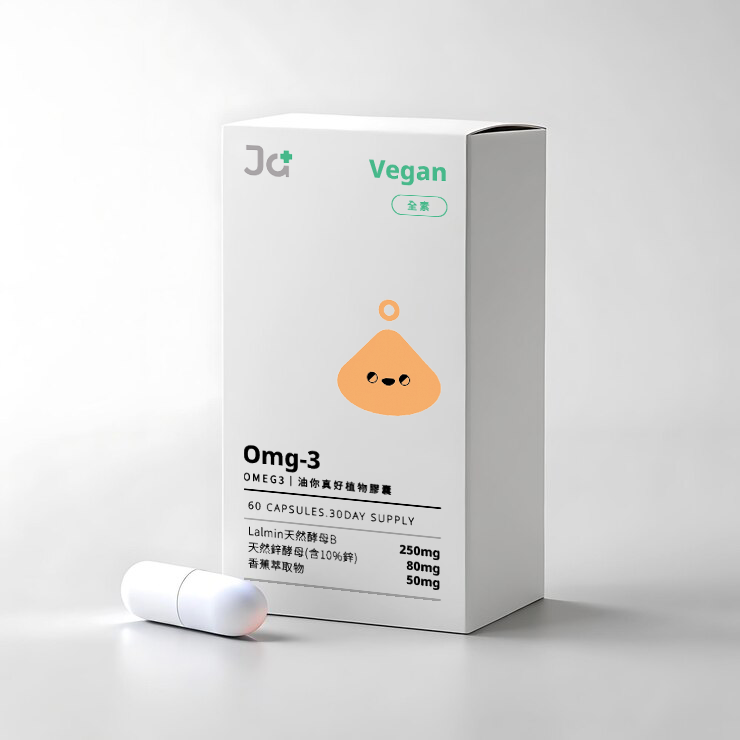 JG+
Vegan
全素
Omg-3
OMEG3｜油你真好植物膠囊
60 CAPSULES.30DAY SUPPLY
Lalmin天然酵母B 250mg
天然鋅酵母(含10%鋅) 80mg
香蕉萃取物 50mg